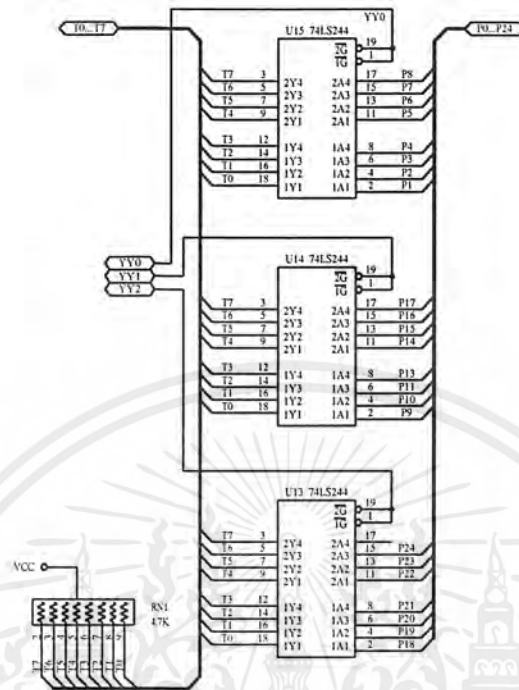 T0...T7
P0...P24
YY0
U15 74LS244
2G 19
1G 1
T7 3 2Y4 2A4 17 P8
T6 5 2Y3 2A3 15 P7
T5 7 2Y2 2A2 13 P6
T4 9 2Y1 2A1 11 P5
T3 12 1Y4 1A4 8 P4
T2 14 1Y3 1A3 6 P3
T1 16 1Y2 1A2 4 P2
T0 18 1Y1 1A1 2 P1
YY0
YY1
YY2
U14 74LS244
2G 19
1G 1
T7 3 2Y4 2A4 17 P17
T6 5 2Y3 2A3 15 P16
T5 7 2Y2 2A2 13 P15
T4 9 2Y1 2A1 11 P14
T3 12 1Y4 1A4 8 P13
T2 14 1Y3 1A3 6 P11
T1 16 1Y2 1A2 4 P10
T0 18 1Y1 1A1 2 P9
U13 74LS244
2G 19
1G 1
T7 3 2Y4 2A4 17
T6 5 2Y3 2A3 15 P24
T5 7 2Y2 2A2 13 P23
T4 9 2Y1 2A1 11 P22
T3 12 1Y4 1A4 8 P21
T2 14 1Y3 1A3 6 P20
T1 16 1Y2 1A2 4 P19
T0 18 1Y1 1A1 2 P18
VCC
RN1
4.7K
2 3 4 5 6 7 8 9
T7 T6 T5 T4 T3 T2 T1 T0